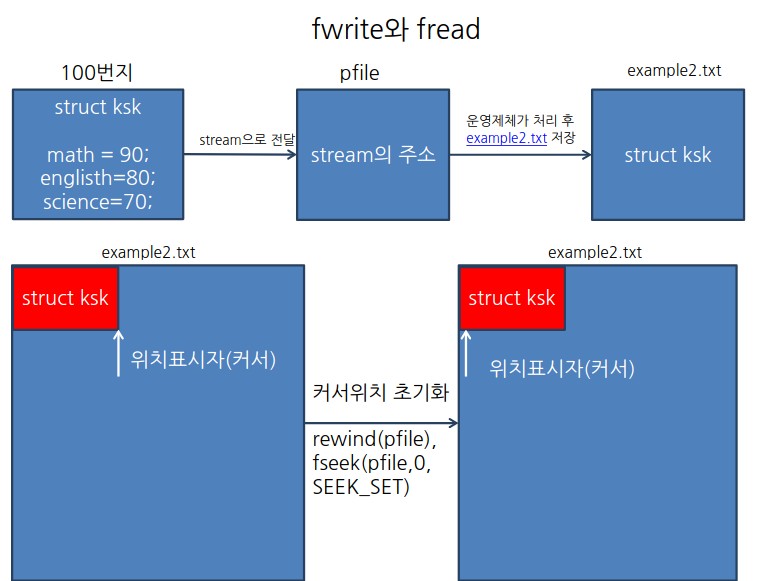 fwrite와 fread
100번지
pfile
example2.txt
struct ksk
math = 90;
englisth=80;
science=70;
stream으로 전달
stream의 주소
운영제체가 처리 후
example2.txt 저장
struct ksk
example2.txt
struct ksk
위치표시자(커서)
커서위치 초기화
rewind(pfile),
fseek(pfile,0,
SEEK_SET)
example2.txt
struct ksk
위치표시자(커서)